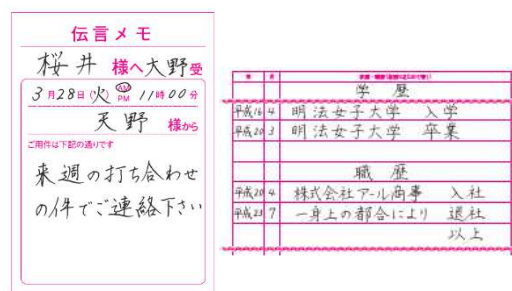 伝言メモ
桜井 様へ 大野 受
3月28日(火) AM PM 11時00分
天野 様から
ご用件は下記の通りです
来週の打ち合わせ
の件でご連絡下さい
年 月
学歴
平成16 4 明法女子大学 入学
平成20 3 明法女子大学 卒業
職歴
平成20 4 株式会社アール商事 入社
平成23 7 一身上の都合により 退社
以上